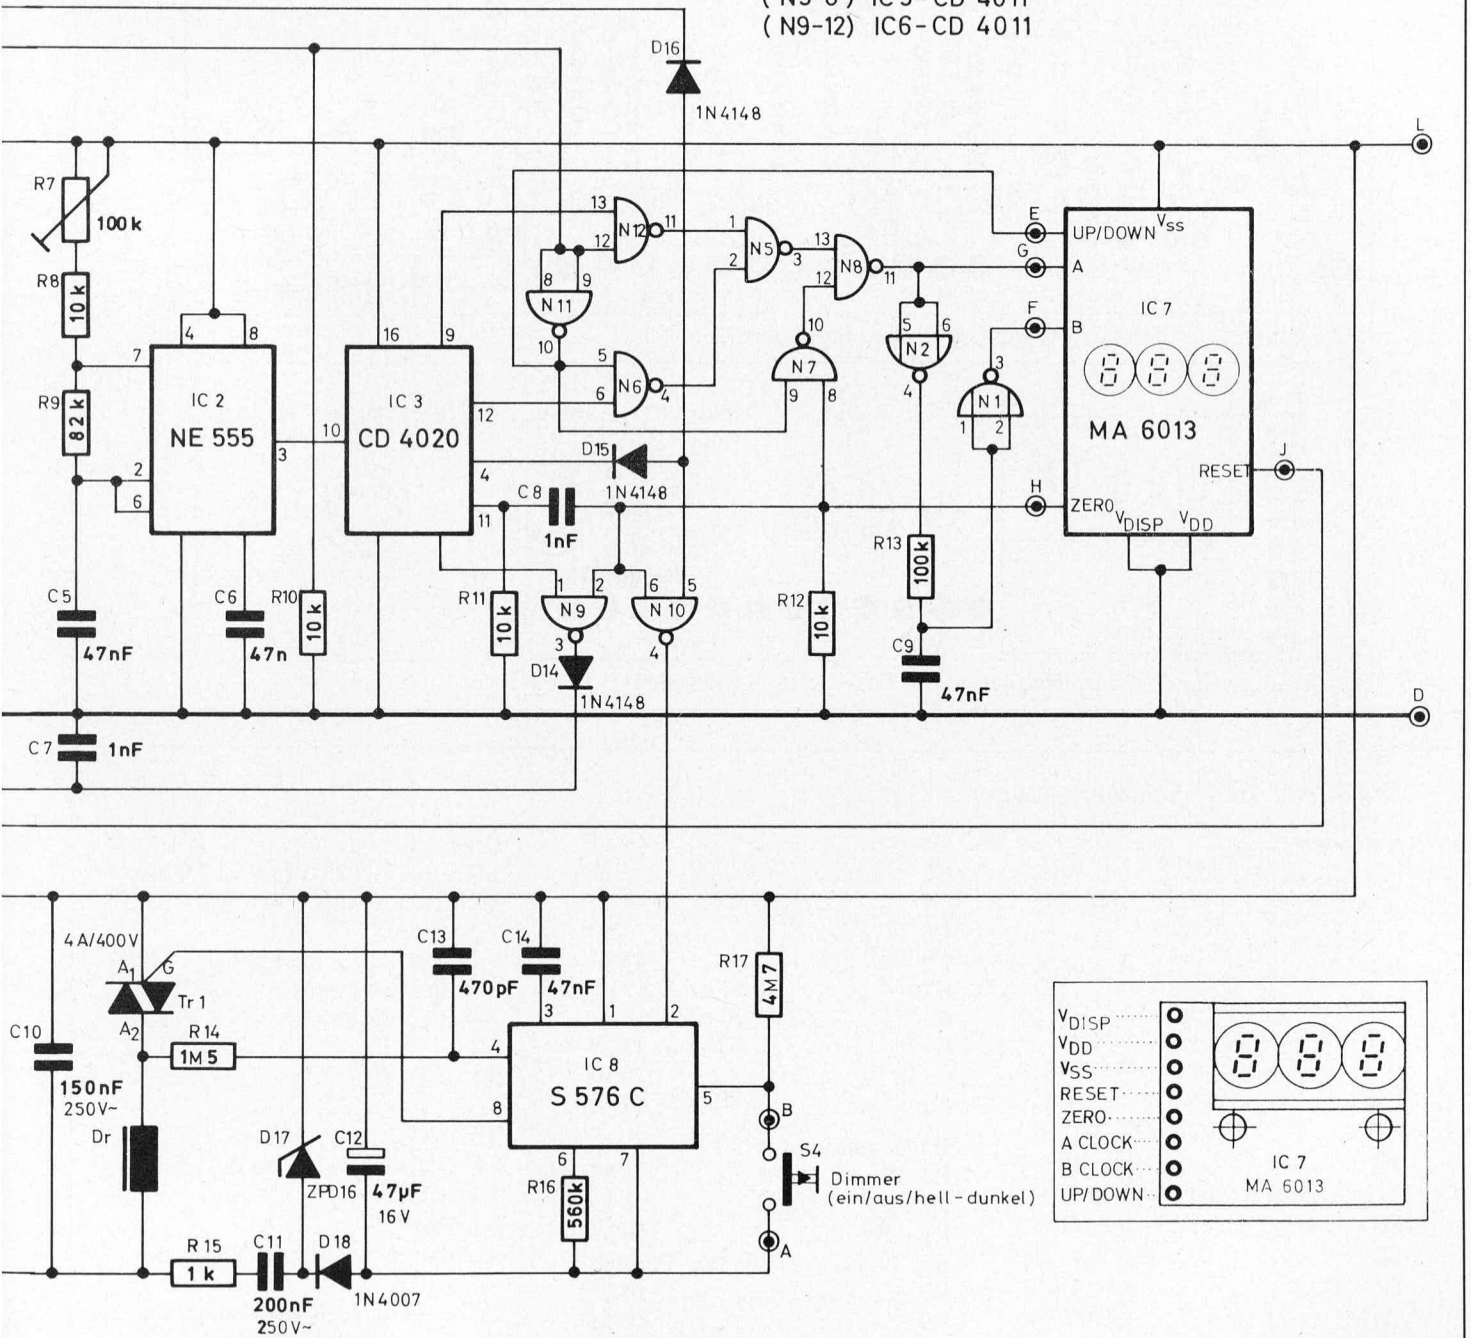 (N9-12) IC6-CD 4011
D16
1N4148
L
R7
100k
13
12
N12
11
1
2
N5
3
13
12
N8
11
E
G
F
UP/DOWN
VSS
A
B
IC 7
MA 6013
RESET
J
R8
10k
8
9
N11
10
5
6
N6
4
10
N7
9
8
5
6
N2
4
3
N1
1
2
4
8
16
9
7
R9
82k
IC 2
NE 555
3
10
IC 3
CD 4020
12
4
11
2
6
D15
1N4148
C8
1nF
H
ZERO
VDISP
VDD
R13
100k
C5
47nF
C6
47n
R10
10k
R11
10k
1
2
N9
3
6
5
N10
4
R12
10k
D14
1N4148
C9
47nF
D
C7
1nF
4A/400V
A1
G
Tr1
A2
C13
470pF
C14
47nF
R17
4M7
C10
150nF
250V~
R14
1M5
3
1
2
4
IC 8
S 576 C
5
8
6
7
B
S4
Dimmer
(ein/aus/hell-dunkel)
A
Dr
D17
ZPD16
C12
47µF
16V
R16
560k
R15
1k
C11
200nF
250V~
D18
1N4007
VDISP
VDD
VSS
RESET
ZERO
A CLOCK
B CLOCK
UP/DOWN
IC 7
MA 6013